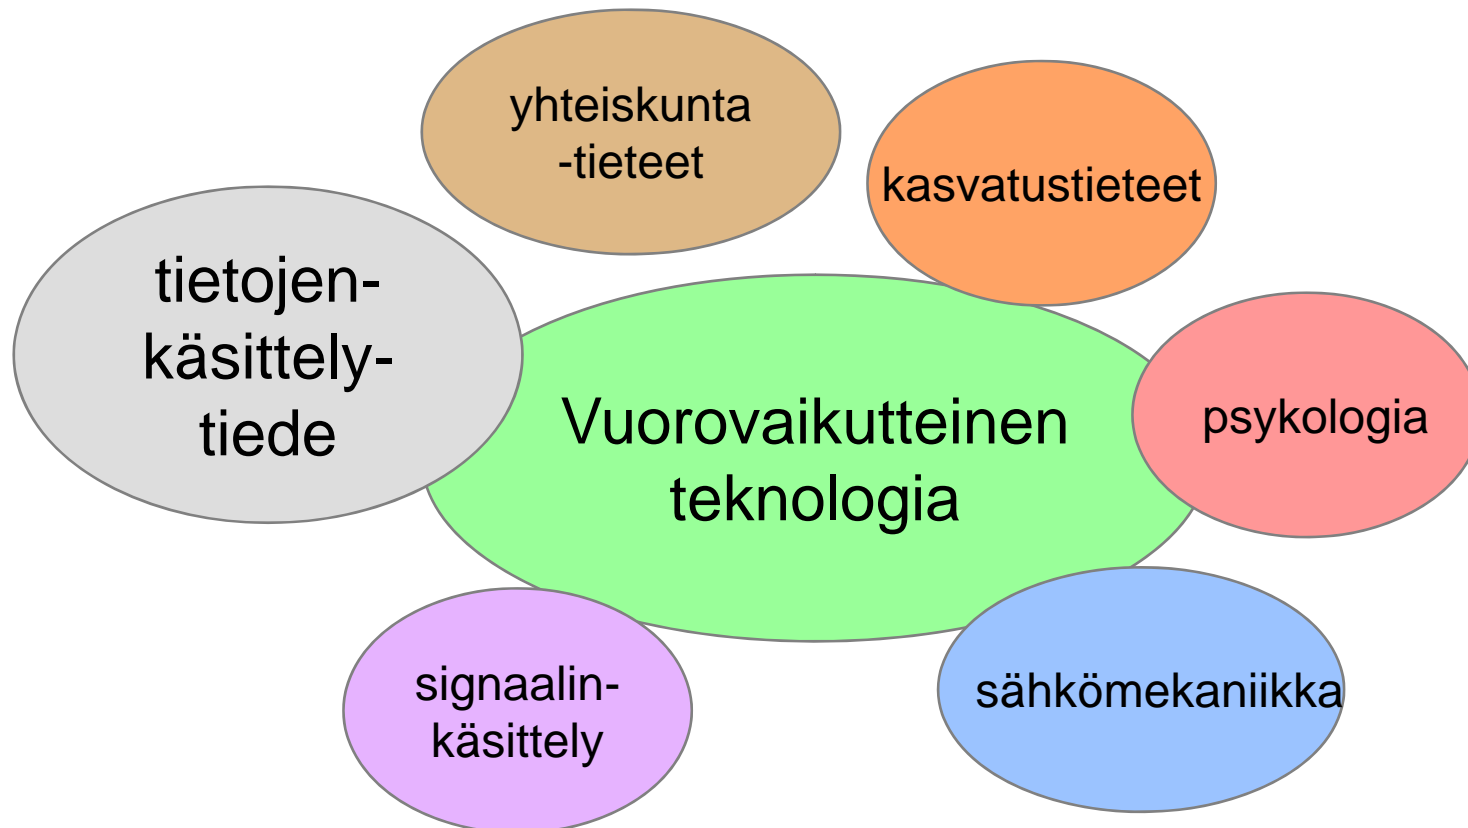 yhteiskunta
-tieteet
kasvatustieteet
tietojen-
käsittely-
tiede
Vuorovaikutteinen
teknologia
psykologia
signaalin-
käsittely
sähkömekaniikka